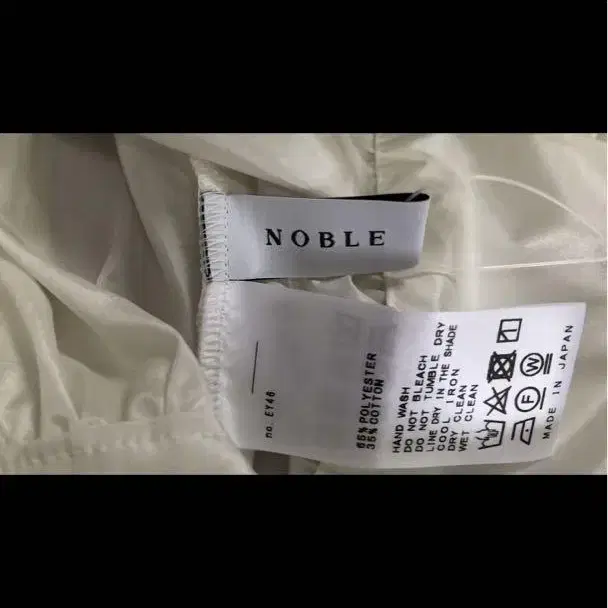 NOBLE
no. EY48
65% POLYESTER
35% COTTON
HAND WASH
DO NOT BLEACH
DO NOT TUMBLE DRY
LINE DRY IN THE SHADE
COOL IRON
DRY CLEAN
WET CLEAN
F
W
MADE IN JAPAN